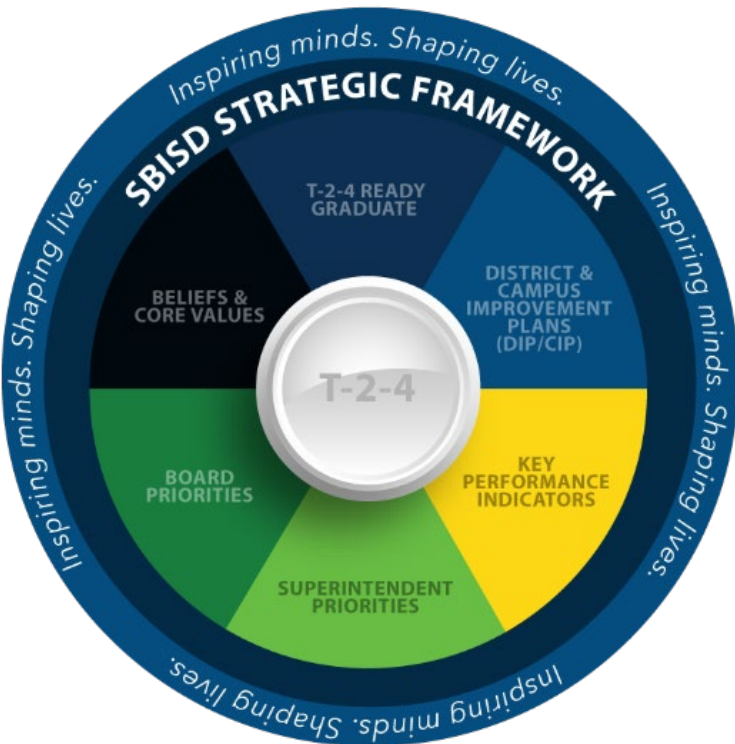 Inspiring minds. Shaping lives.
SBISD STRATEGIC FRAMEWORK
T-2-4 READY
GRADUATE
DISTRICT &
CAMPUS
IMPROVEMENT
PLANS
(DIP/CIP)
KEY
PERFORMANCE
INDICATORS
SUPERINTENDENT
PRIORITIES
BOARD
PRIORITIES
BELIEFS &
CORE VALUES
T-2-4
Inspiring minds. Shaping lives.
Inspiring minds. Shaping lives.
Inspiring minds. Shaping lives.